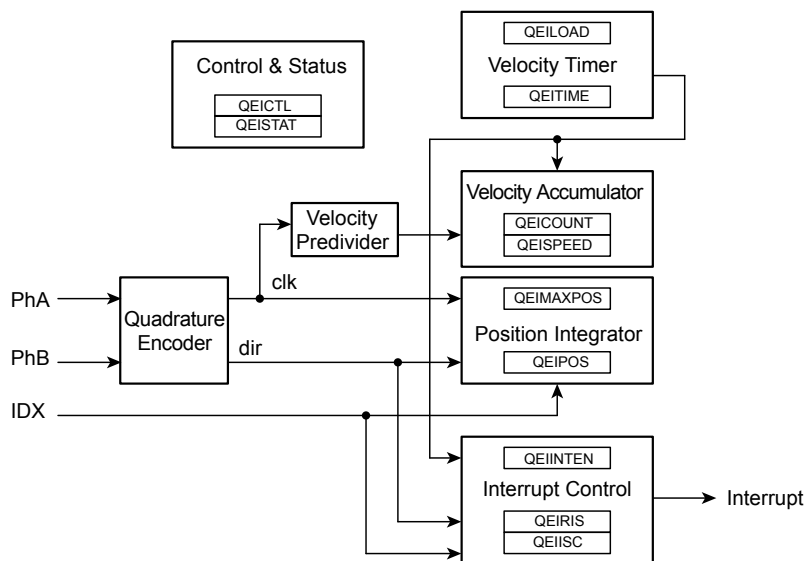 Control & Status
QEICTL
QEISTAT
QEILOAD
Velocity Timer
QEITIME
Velocity
Predivider
Velocity Accumulator
QEICOUNT
QEISPEED
PhA
PhB
IDX
Quadrature
Encoder
clk
dir
QEIMAXPOS
Position Integrator
QEIPOS
QEIINTEN
Interrupt Control
QEIRIS
QEIISC
Interrupt